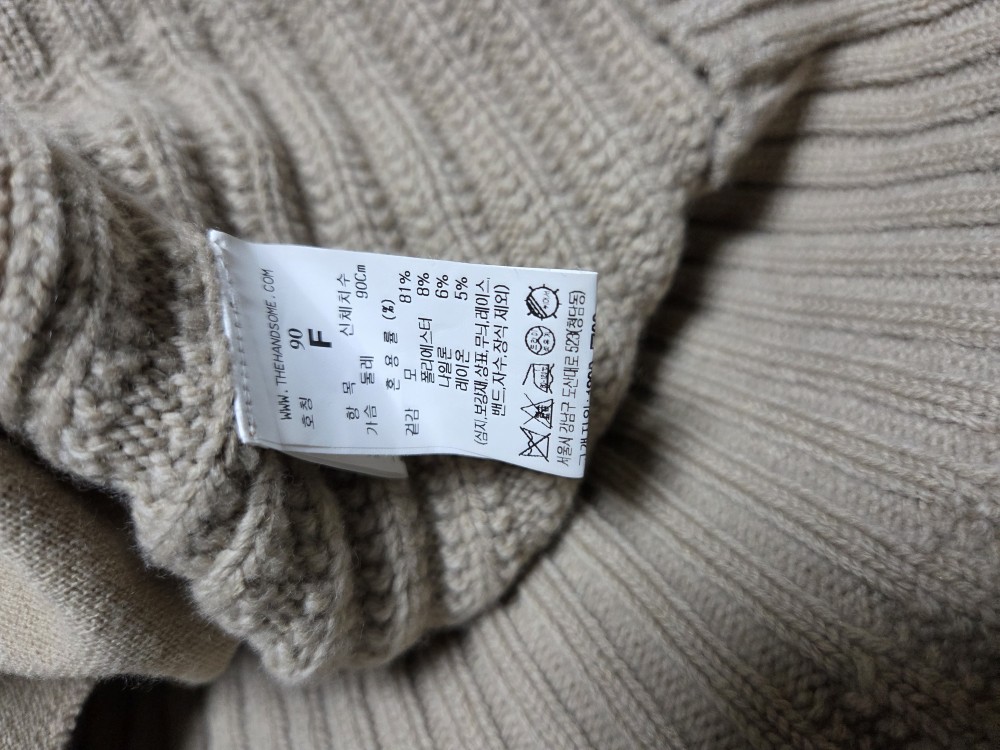 WWW.THEHANDSOME.COM
호칭 90
F
항 목 신체치수
가슴 둘레 90Cm
혼 용 률 (%)
겉감 모 81%
폴리에스터 8%
나일론 6%
레이온 5%
(심지,보강재,상표,무늬,레이스,
밴드,자수,장식 제외)
서울시 강남구 도산대로 523(청담동)